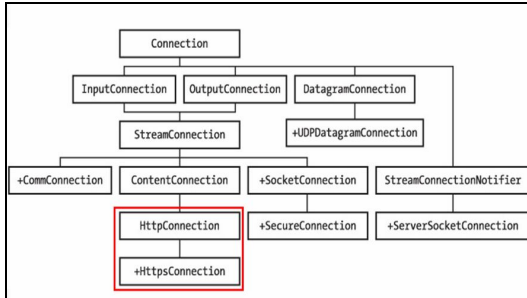 Connection
InputConnection OutputConnection DatagramConnection
+UDPDatagramConnection
StreamConnection
+CommConnection ContentConnection +SocketConnection StreamConnectionNotifier
HttpConnection +SecureConnection +ServerSocketConnection
+HttpsConnection